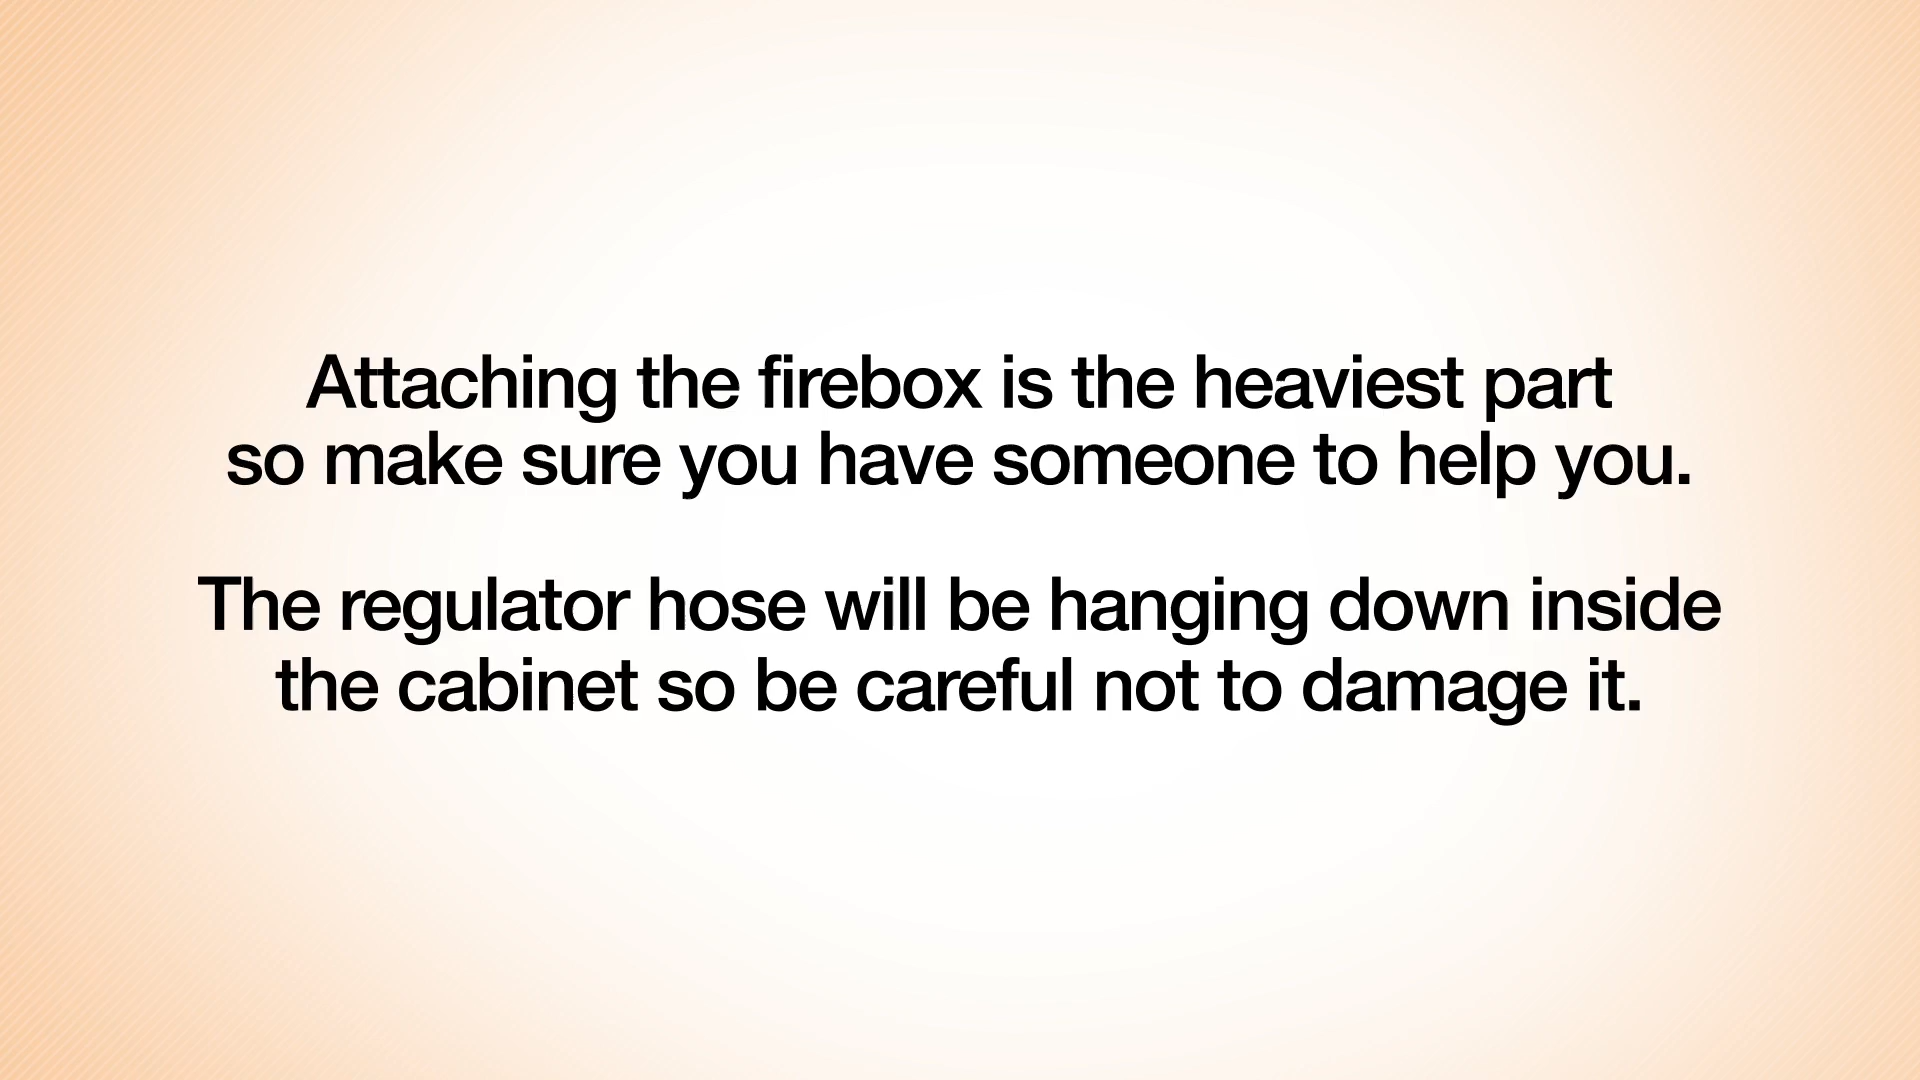 Attaching the firebox is the heaviest part
so make sure you have someone to help you.
The regulator hose will be hanging down inside
the cabinet so be careful not to damage it.